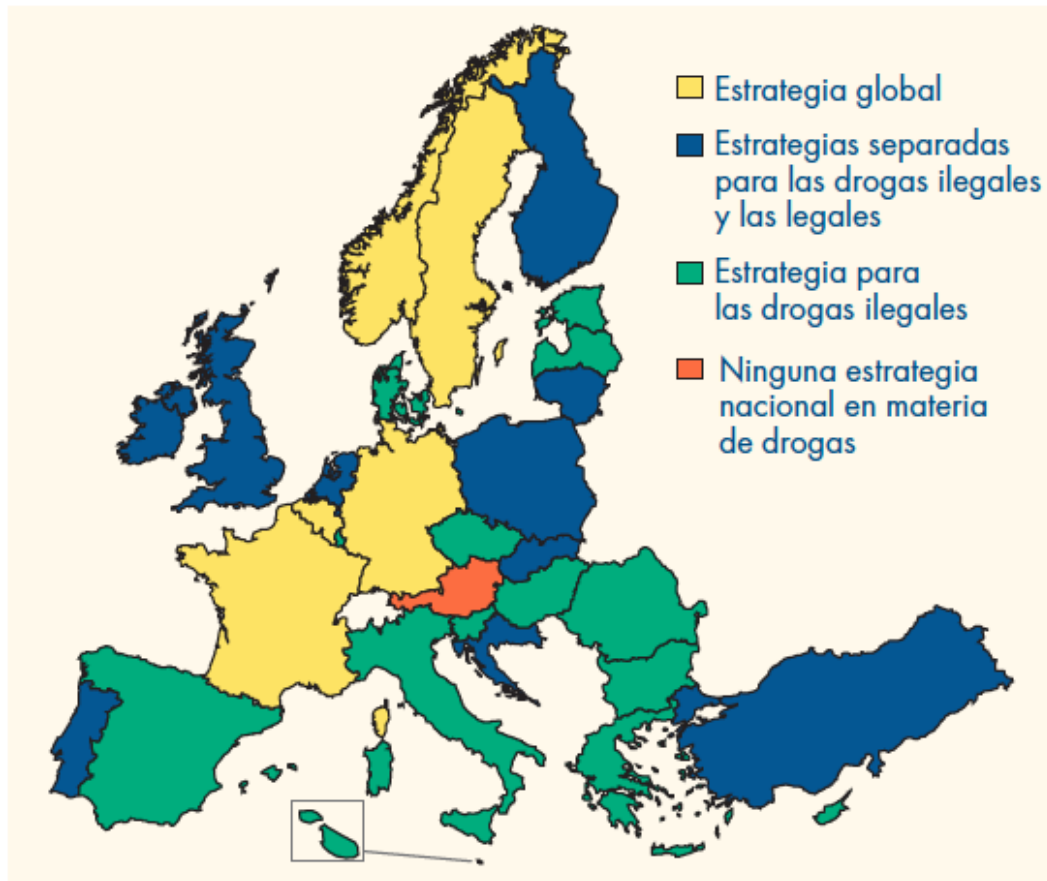 Estrategia global
Estrategias separadas
para las drogas ilegales
y las legales
Estrategia para
las drogas ilegales
Ninguna estrategia
nacional en materia
de drogas